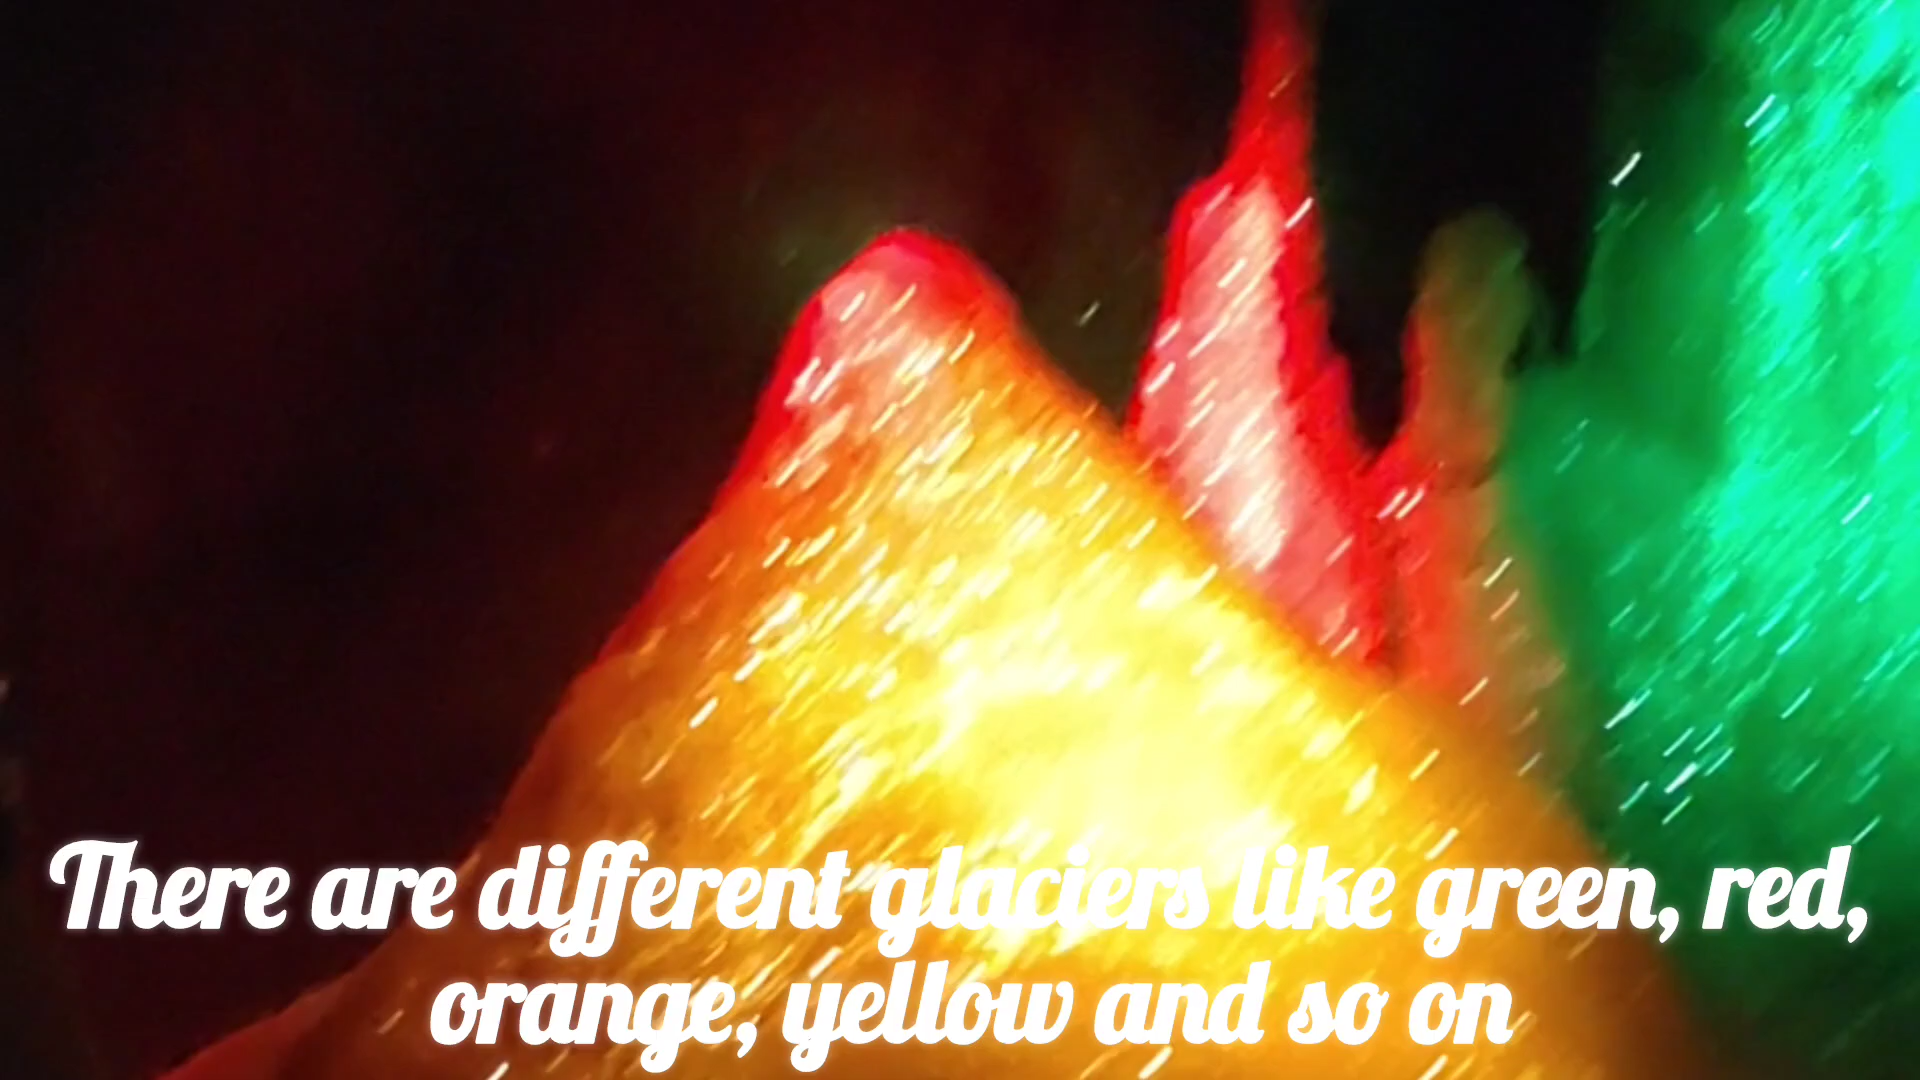 There are different glaciers like green, red,
orange, yellow and so on